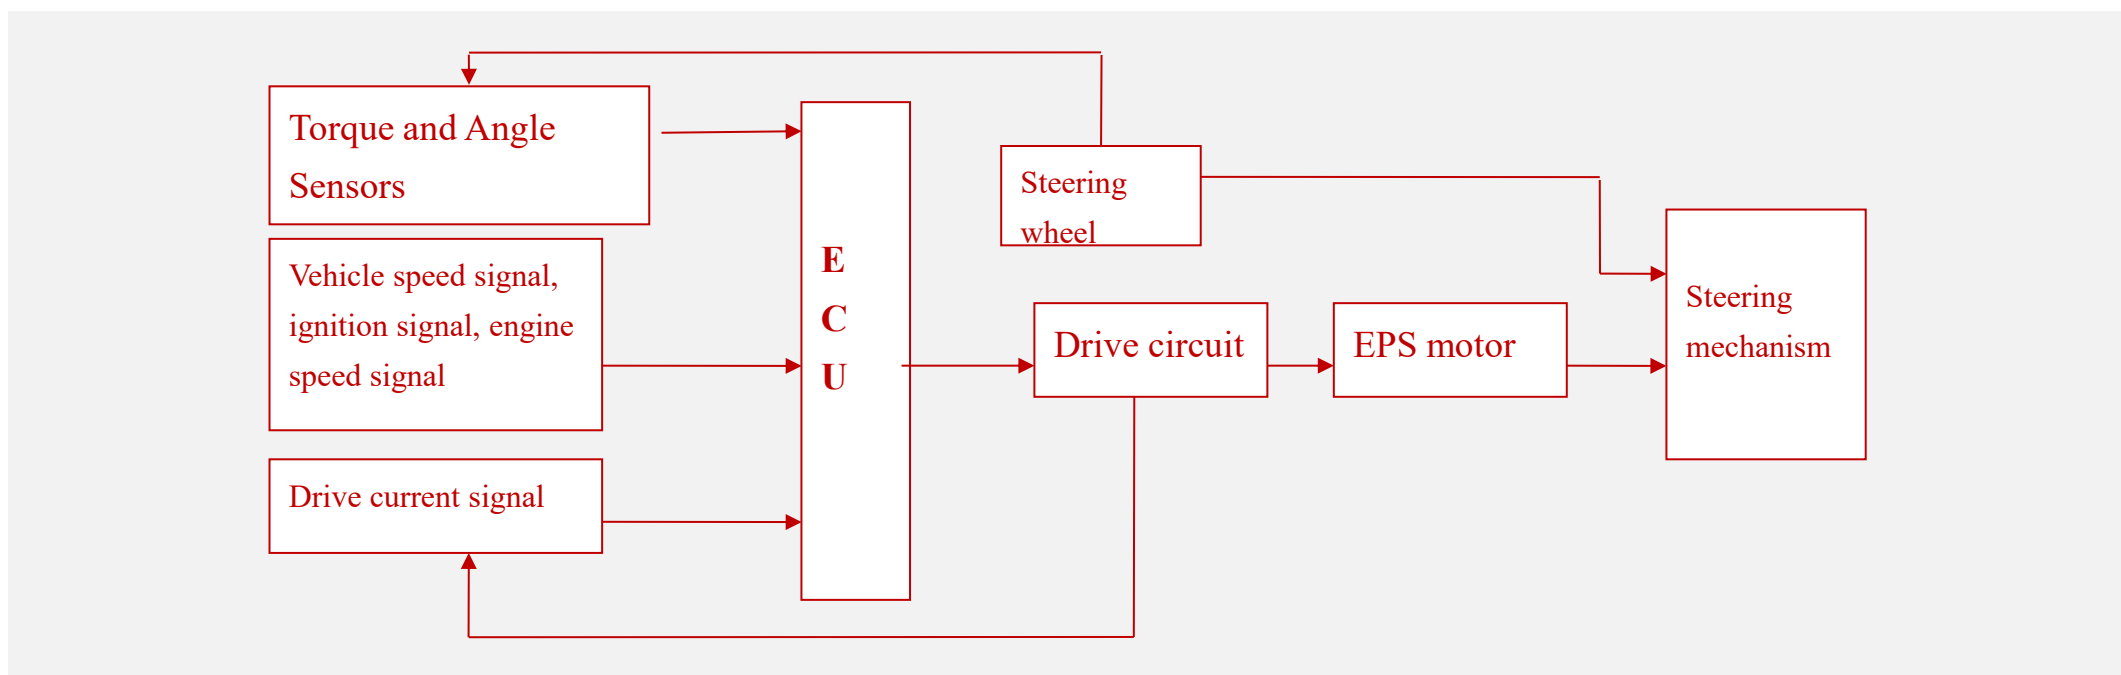 Torque and Angle
Sensors
Vehicle speed signal,
ignition signal, engine
speed signal
Drive current signal
E
C
U
Steering
wheel
Drive circuit
EPS motor
Steering
mechanism